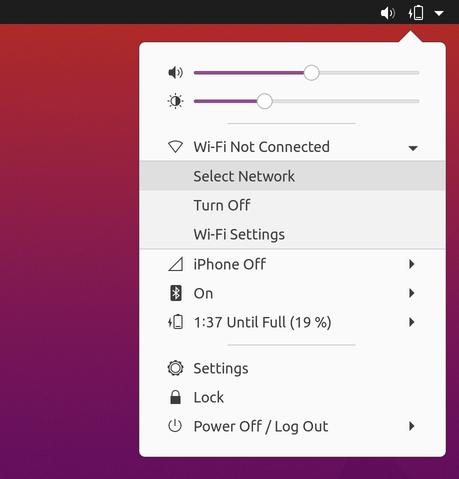 Wi-Fi Not Connected
Select Network
Turn Off
Wi-Fi Settings
iPhone Off
On
1:37 Until Full (19 %)
Settings
Lock
Power Off / Log Out